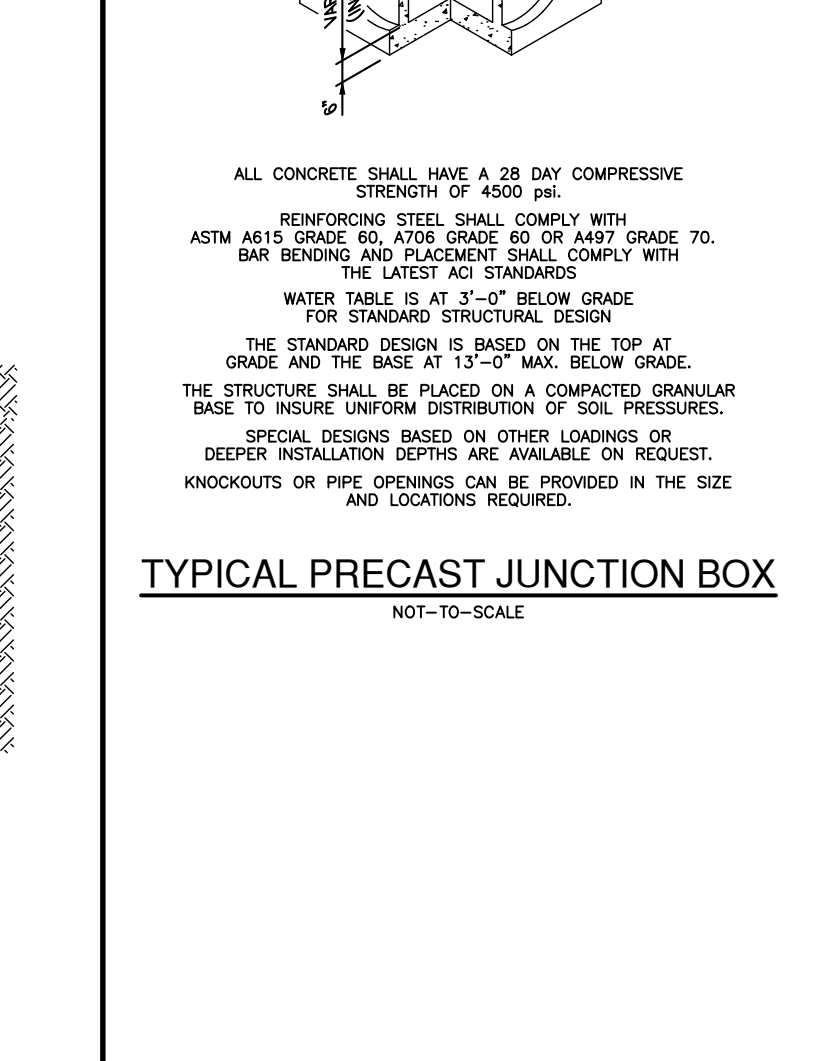 6"
ALL CONCRETE SHALL HAVE A 28 DAY COMPRESSIVE
STRENGTH OF 4500 psi.
REINFORCING STEEL SHALL COMPLY WITH
ASTM A615 GRADE 60, A706 GRADE 60 OR A497 GRADE 70.
BAR BENDING AND PLACEMENT SHALL COMPLY WITH
THE LATEST ACI STANDARDS
WATER TABLE IS AT 3'-0" BELOW GRADE
FOR STANDARD STRUCTURAL DESIGN
THE STANDARD DESIGN IS BASED ON THE TOP AT
GRADE AND THE BASE AT 13'-0" MAX. BELOW GRADE.
THE STRUCTURE SHALL BE PLACED ON A COMPACTED GRANULAR
BASE TO INSURE UNIFORM DISTRIBUTION OF SOIL PRESSURES.
SPECIAL DESIGNS BASED ON OTHER LOADINGS OR
DEEPER INSTALLATION DEPTHS ARE AVAILABLE ON REQUEST.
KNOCKOUTS OR PIPE OPENINGS CAN BE PROVIDED IN THE SIZE
AND LOCATIONS REQUIRED.
TYPICAL PRECAST JUNCTION BOX
NOT-TO-SCALE